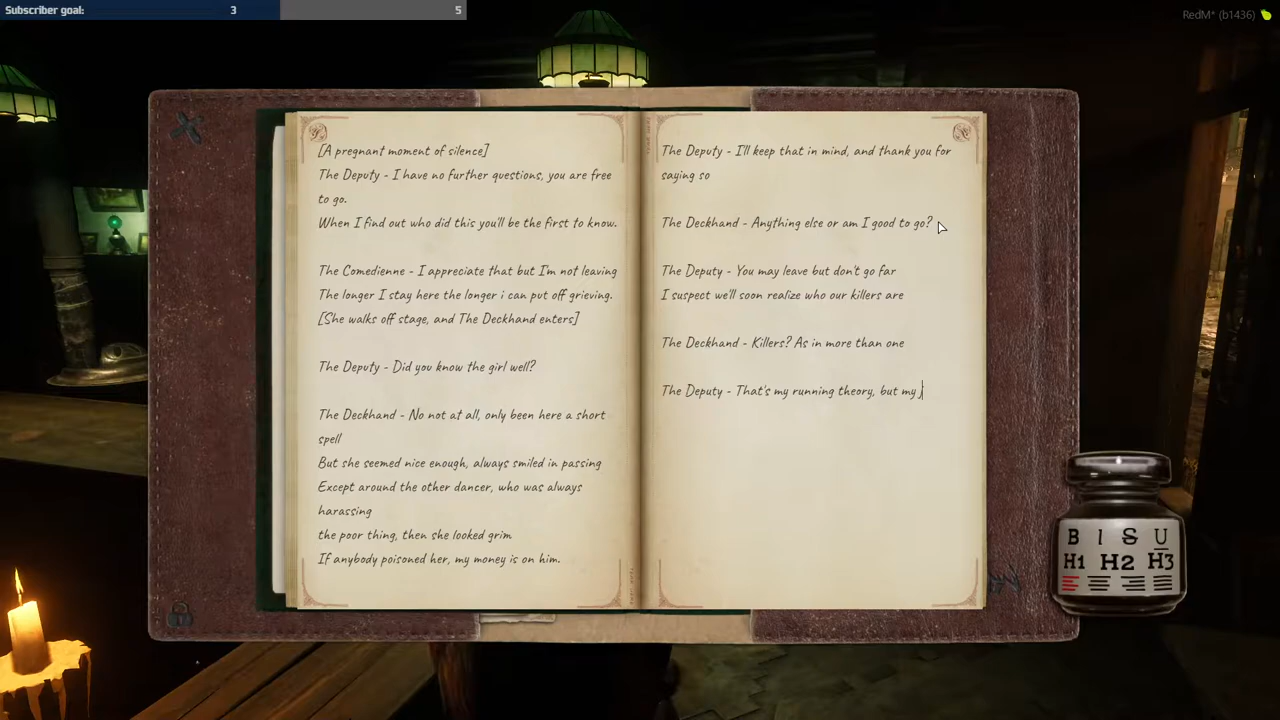 Subscriber goal: 3 5
RedM* (b1436)
[A pregnant moment of silence]
The Deputy - I have no further questions, you are free
to go.
When I find out who did this you'll be the first to know.
The Comedienne - I appreciate that but I'm not leaving
The longer I stay here the longer i can put off grieving.
[She walks off stage, and The Deckhand enters]
The Deputy - Did you know the girl well?
The Deckhand - No not at all, only been here a short
spell
But she seemed nice enough, always smiled in passing
Except around the other dancer, who was always
harassing
the poor thing, then she looked grim
If anybody poisoned her, my money is on him.
The Deputy - I'll keep that in mind, and thank you for
saying so
The Deckhand - Anything else or am I good to go?
The Deputy - You may leave but don't go far
I suspect we'll soon realize who our killers are
The Deckhand - Killers? As in more than one
The Deputy - That's my running theory, but my
B I S U
H1 H2 H3